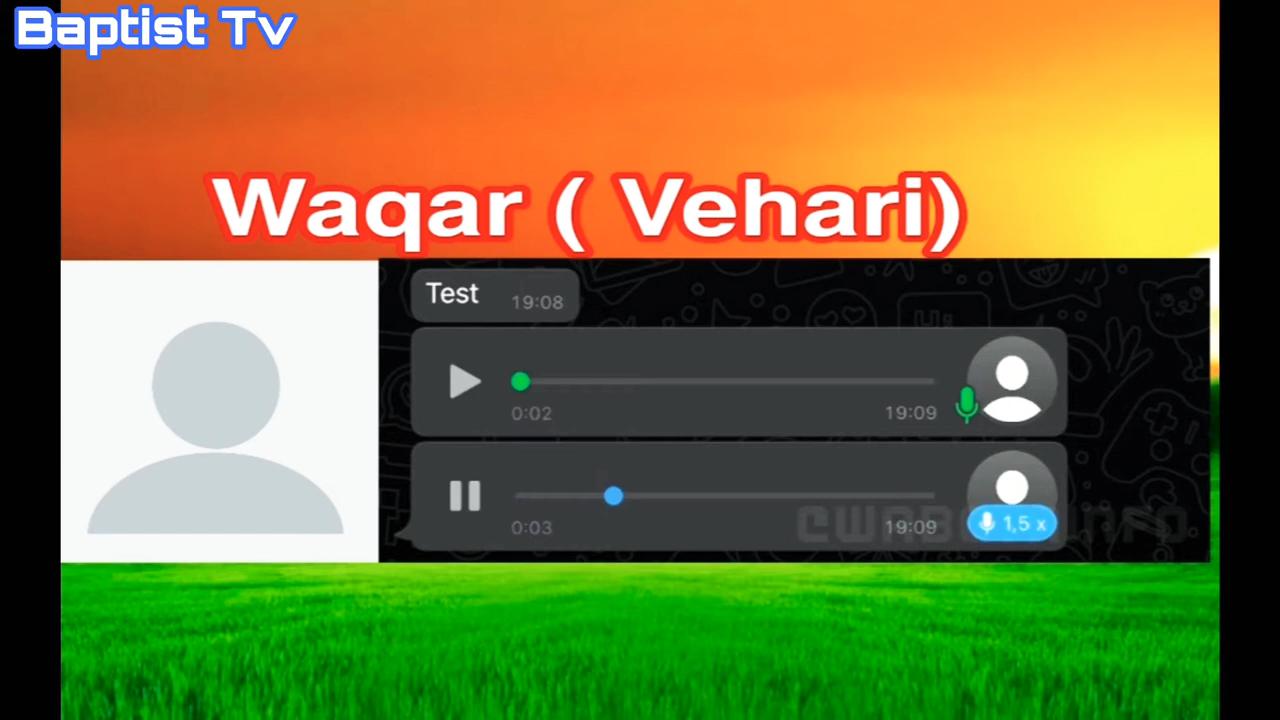 Baptist Tv
Waqar ( Vehari)
Test 19:08
0:02 19:09
0:03 19:09 1,5 x